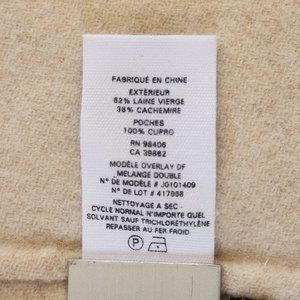 FABRIQUÉ EN CHINE
EXTÉRIEUR
62% LAINE VIERGE
38% CACHEMIRE
POCHES
100% CUPRO
RN 98406
CA 39862
MODÈLE OVERLAY DF
MELANGE DOUBLE
N° DE MODÈLE # J0101409
N° DE LOT # 417968
NETTOYAGE A SEC -
CYCLE NORMAL N'IMPORTE QUEL
SOLVANT SAUF TRICHLORÉTHYLÈNE
REPASSER AU FER FROID
P